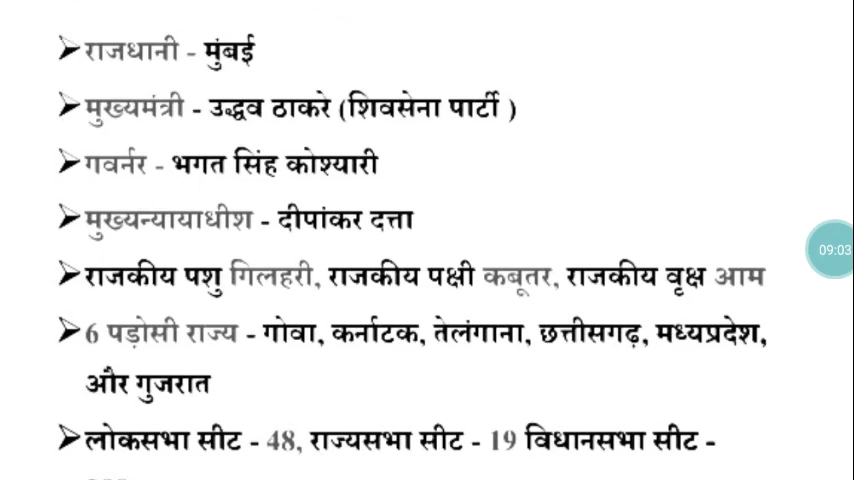 ➤राजधानी - मुंबई
➤मुख्यमंत्री - उद्धव ठाकरे (शिवसेना पार्टी )
➤गवर्नर - भगत सिंह कोश्यारी
➤मुख्यन्यायाधीश - दीपांकर दत्ता
09:03
➤राजकीय पशु गिलहरी, राजकीय पक्षी कबूतर, राजकीय वृक्ष आम
➤6 पड़ोसी राज्य - गोवा, कर्नाटक, तेलंगाना, छत्तीसगढ़, मध्यप्रदेश,
और गुजरात
➤लोकसभा सीट - 48, राज्यसभा सीट - 19 विधानसभा सीट -